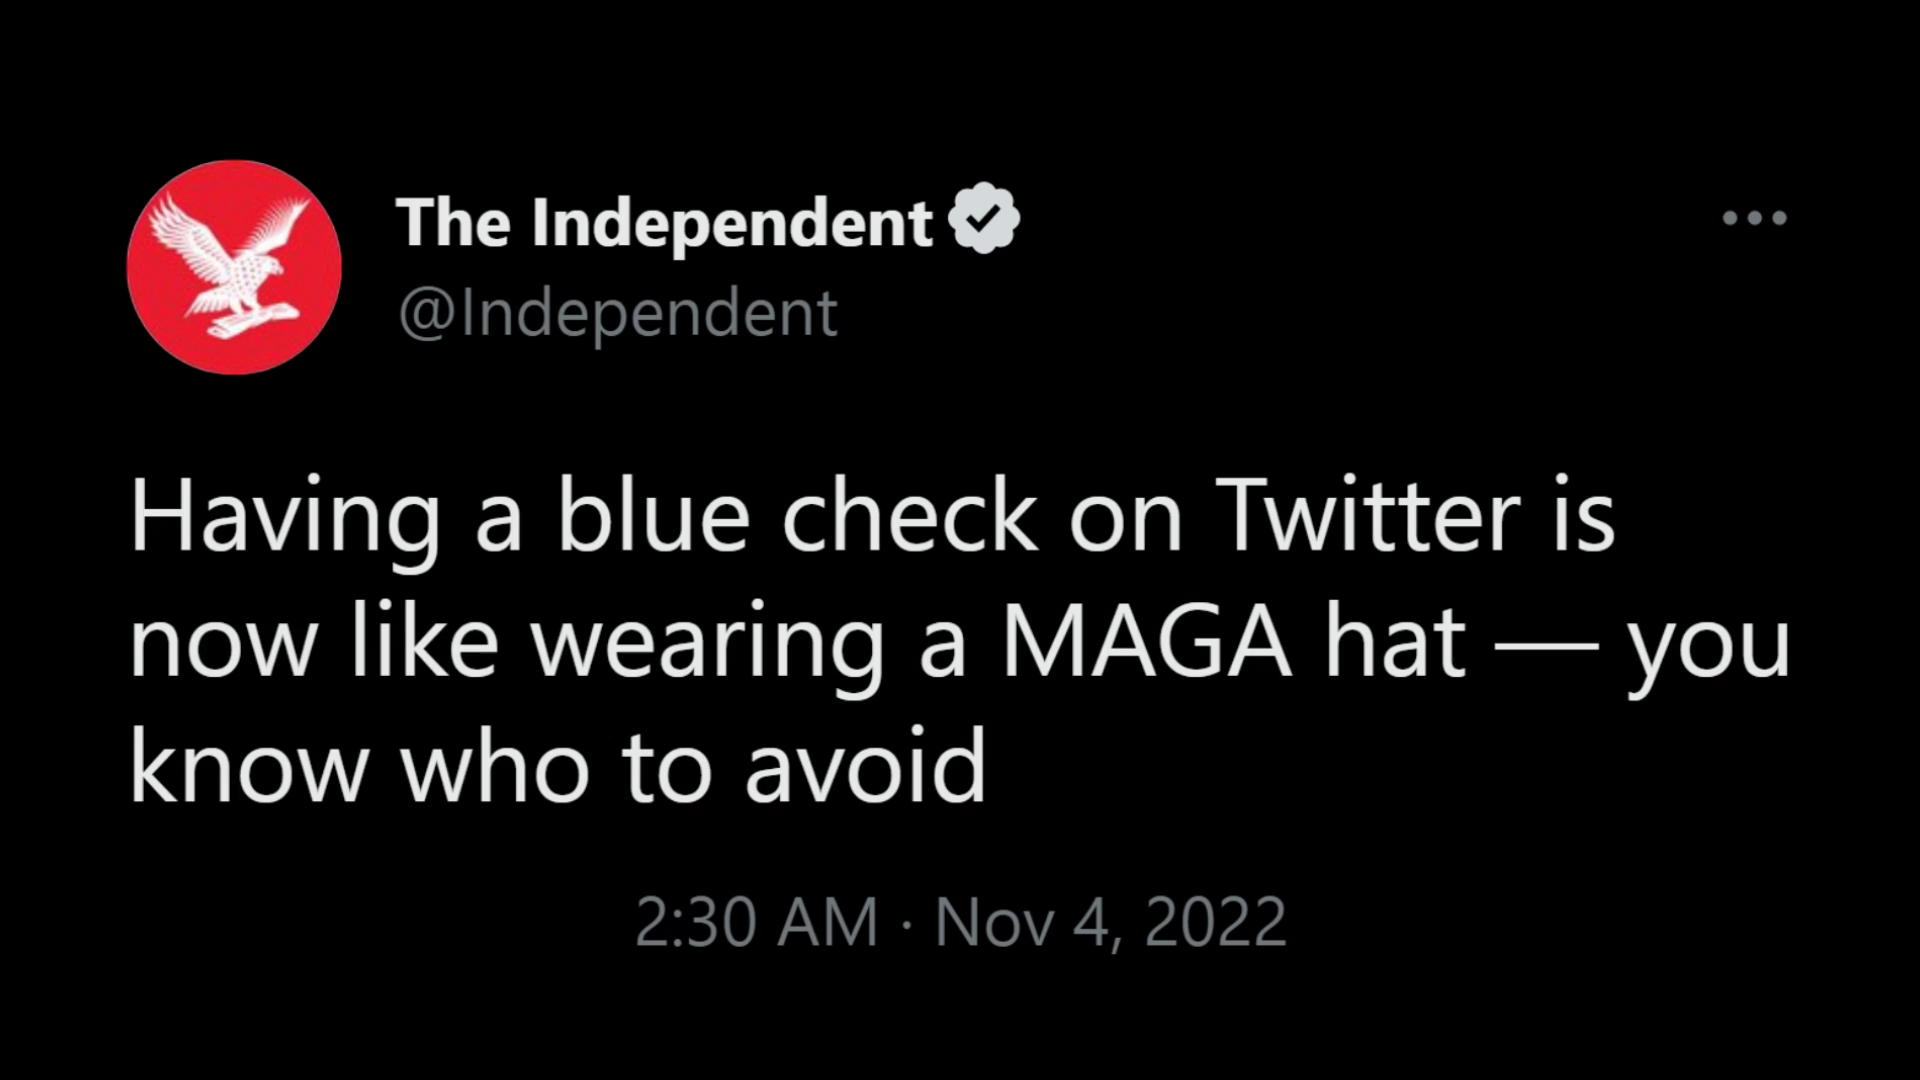 The Independent
@Independent
Having a blue check on Twitter is
now like wearing a MAGA hat — you
know who to avoid
2:30 AM · Nov 4, 2022